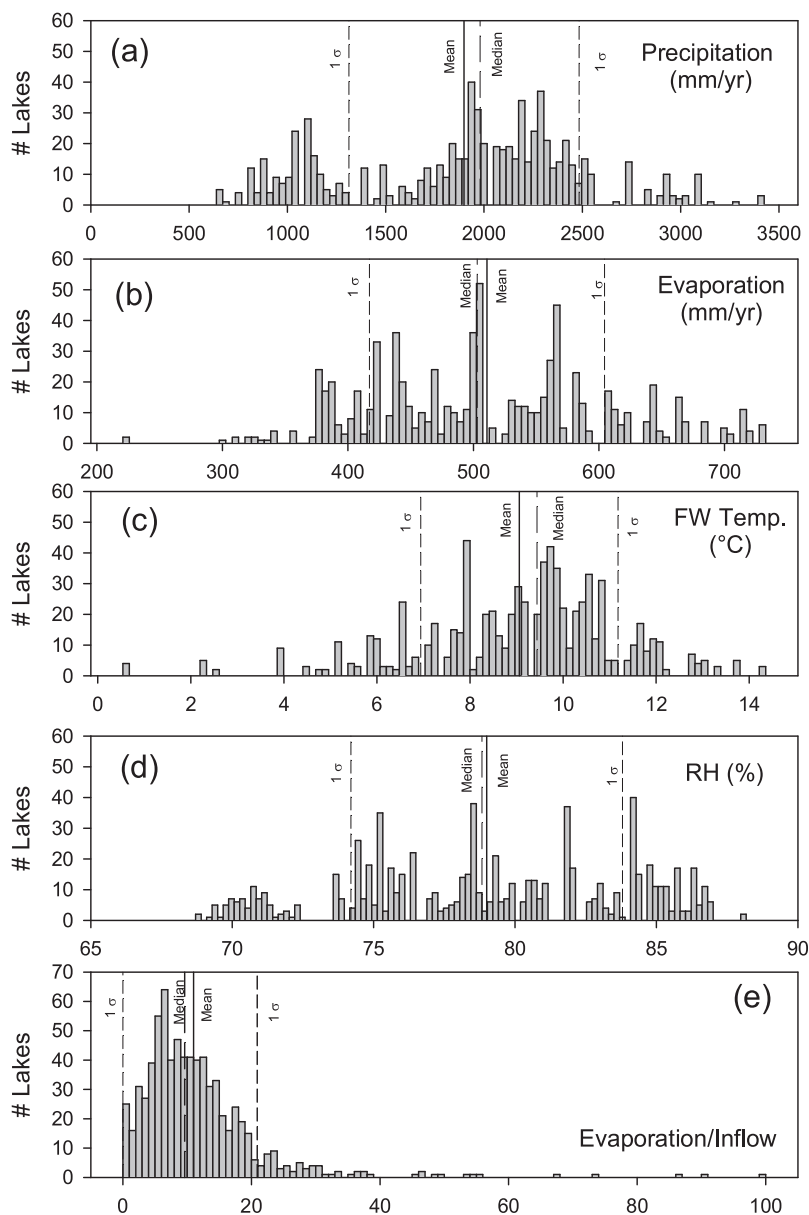 60
50
40
30
20
10
0
# Lakes
(a)
1 σ
Mean
Median
1 σ
Precipitation
(mm/yr)
0 500 1000 1500 2000 2500 3000 3500
60
50
40
30
20
10
0
# Lakes
(b)
1 σ
Median
Mean
1 σ
Evaporation
(mm/yr)
200 300 400 500 600 700
60
50
40
30
20
10
0
# Lakes
(c)
1 σ
Mean
Median
1 σ
FW Temp.
(°C)
0 2 4 6 8 10 12 14
60
50
40
30
20
10
0
# Lakes
(d)
1 σ
Median
Mean
1 σ
RH (%)
65 70 75 80 85 90
70
60
50
40
30
20
10
0
# Lakes
1 σ
Median
Mean
1 σ
(e)
Evaporation/Inflow
0 20 40 60 80 100